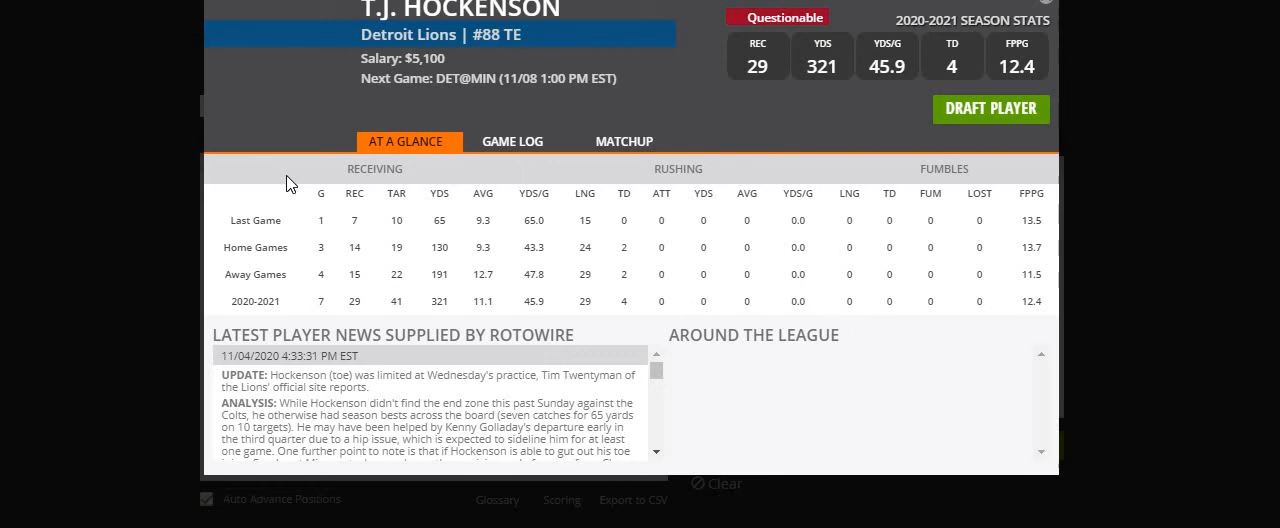 T.J. HOCKENSON
Detroit Lions | #88 TE
Salary: $5,100
Next Game: DET@MIN (11/08 1:00 PM EST)
Questionable
2020-2021 SEASON STATS
REC YDS YDS/G TD FPPG
29 321 45.9 4 12.4
DRAFT PLAYER
AT A GLANCE GAME LOG MATCHUP
RECEIVING RUSHING FUMBLES
G REC TAR YDS AVG YDS/G LNG TD ATT YDS AVG YDS/G LNG TD FUM LOST FPPG
Last Game 1 7 10 65 9.3 65.0 15 0 0 0 0 0.0 0 0 0 0 13.5
Home Games 3 14 19 130 9.3 43.3 24 2 0 0 0 0.0 0 0 0 0 13.7
Away Games 4 15 22 191 12.7 47.8 29 2 0 0 0 0.0 0 0 0 0 11.5
2020-2021 7 29 41 321 11.1 45.9 29 4 0 0 0 0.0 0 0 0 0 12.4
LATEST PLAYER NEWS SUPPLIED BY ROTOWIRE
11/04/2020 4:33:31 PM EST
UPDATE: Hockenson (toe) was limited at Wednesday's practice, Tim Twentyman of
the Lions' official site reports.
ANALYSIS: While Hockenson didn't find the end zone this past Sunday against the
Colts, he otherwise had season bests across the board (seven catches for 65 yards
on 10 targets). He may have been helped by Kenny Golladay's departure early in
the third quarter due to a hip issue, which is expected to sideline him for at least
one game. One further point to note is that if Hockenson is able to gut out his toe
AROUND THE LEAGUE
Clear
Auto Advance Positions Glossary Scoring Export to CSV